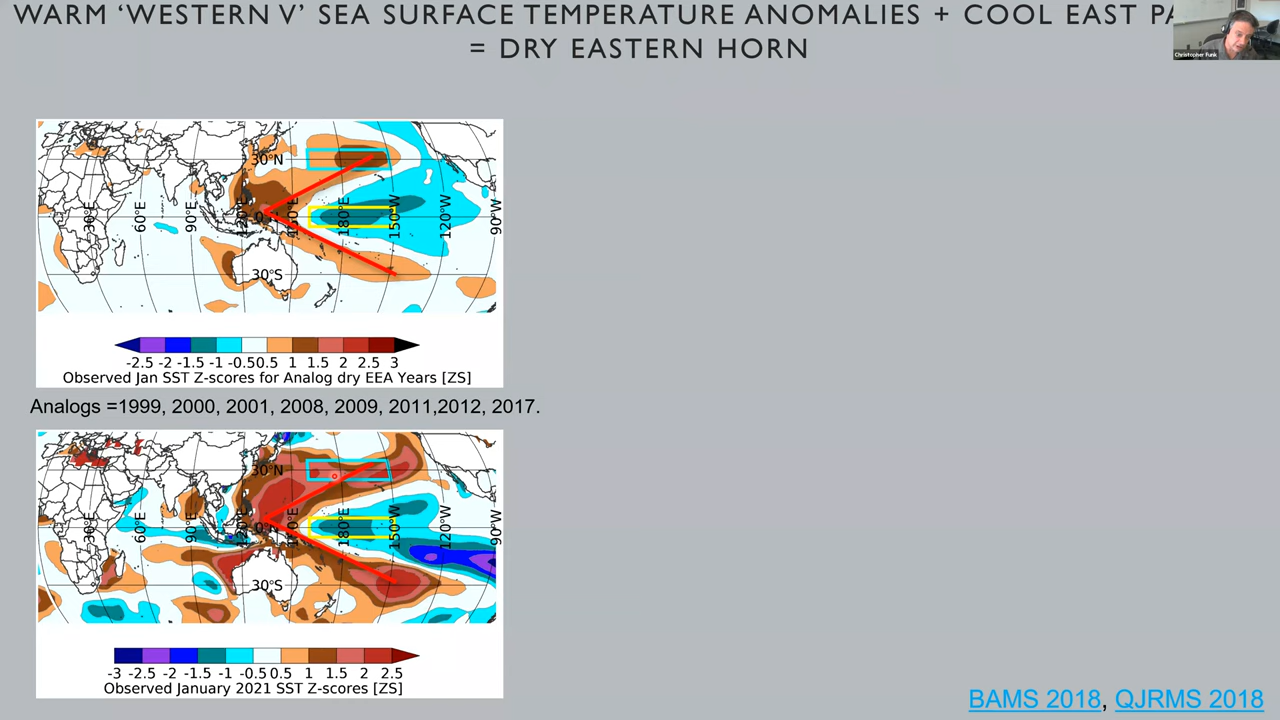 WARM ‘WESTERN V’ SEA SURFACE TEMPERATURE ANOMALIES + COOL EAST
= DRY EASTERN HORN
Christopher Funk
30°N
0°
30°S
30°E 60°E 90°E 120°E 150°E 180°E 150°W 120°W 90°W
-2.5 -2 -1.5 -1 -0.5 0.5 1 1.5 2 2.5 3
Observed Jan SST Z-scores for Analog dry EEA Years [ZS]
Analogs =1999, 2000, 2001, 2008, 2009, 2011,2012, 2017.
30°N
0°N
30°S
30°E 60°E 90°E 120°E 150°E 180°E 150°W 120°W 90°W
-3 -2.5 -2 -1.5 -1 -0.5 0.5 1 1.5 2 2.5
Observed January 2021 SST Z-scores [ZS]
BAMS 2018, QJRMS 2018